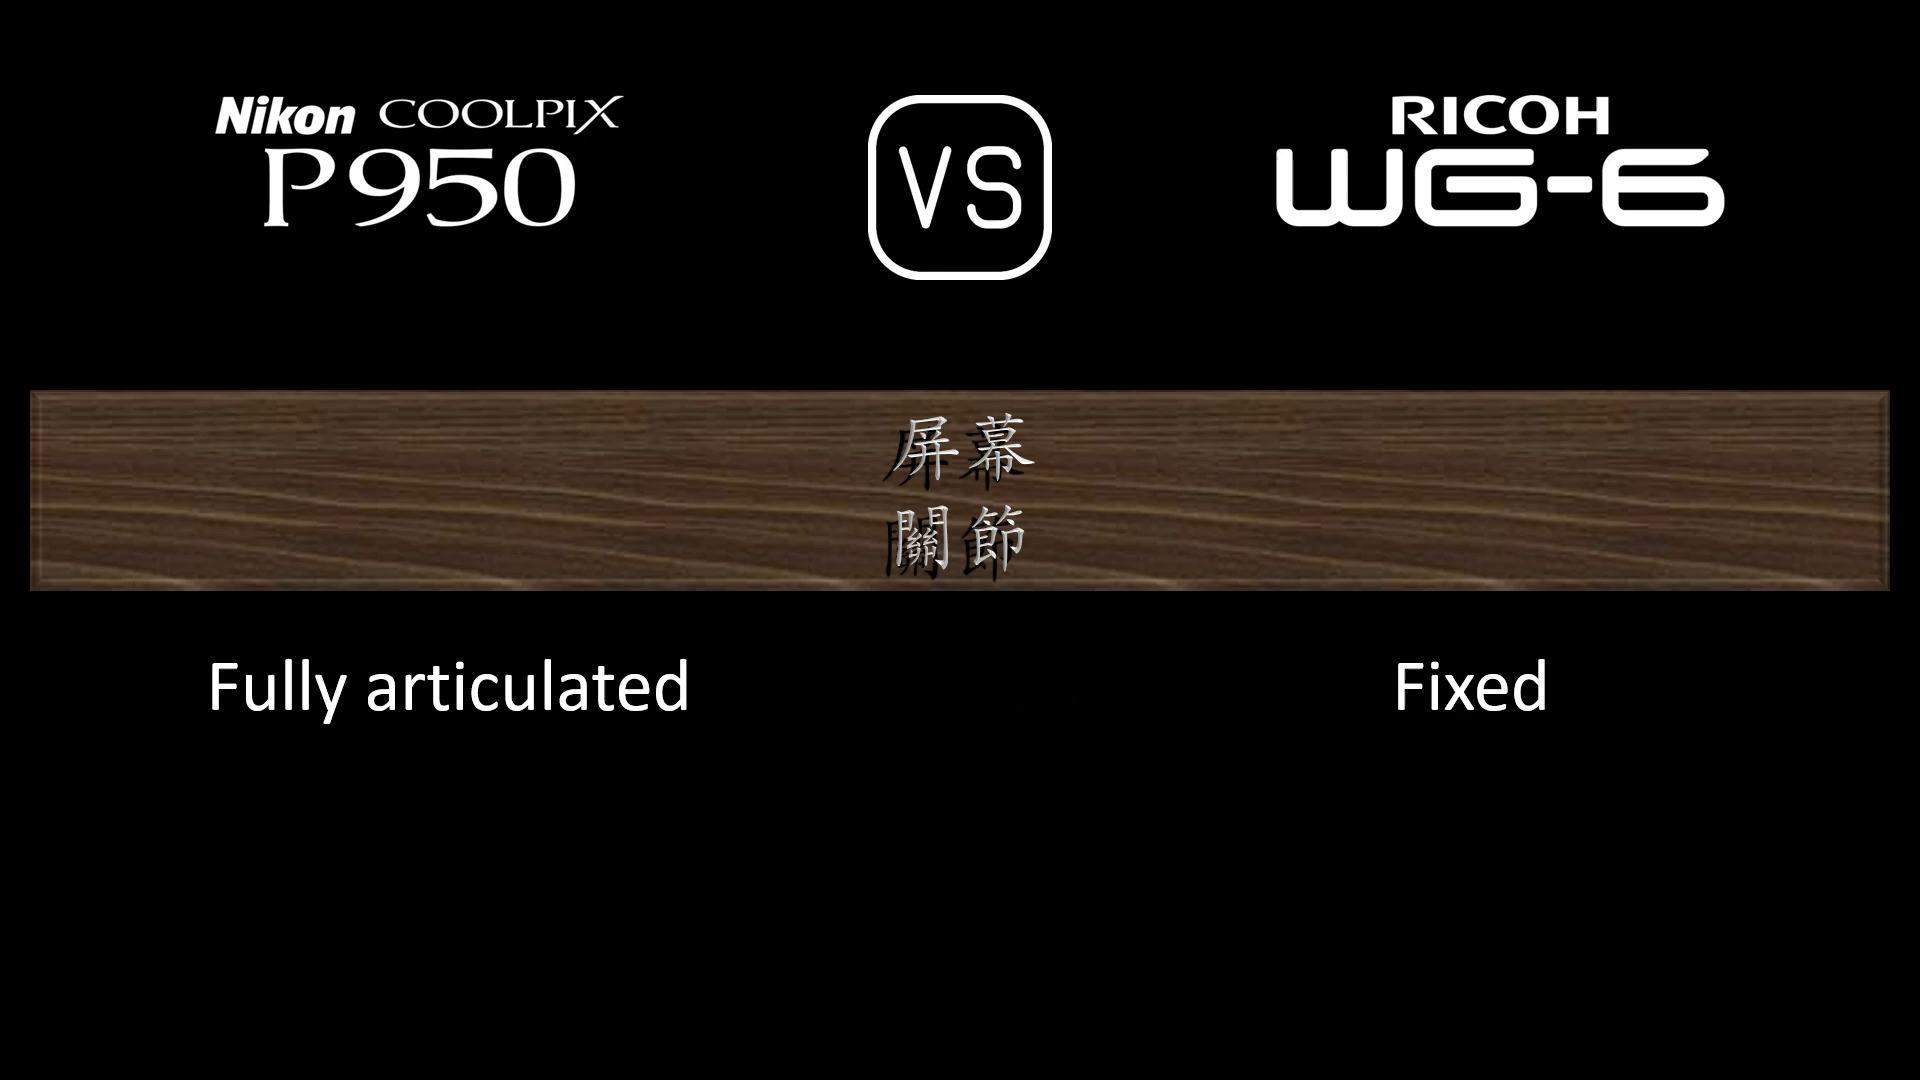 Nikon COOLPIX
P950
VS
RICOH
WG-6
屏幕
關節
Fully articulated
Fixed